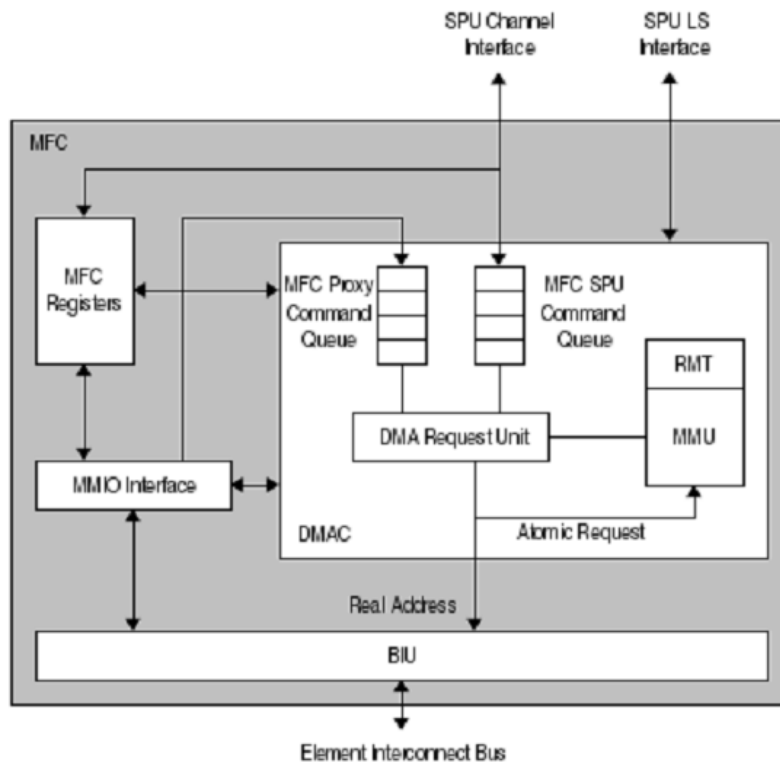 SPU Channel
Interface
SPU LS
Interface
MFC
MFC
Registers
MFC Proxy
Command
Queue
MFC SPU
Command
Queue
RMT
MMU
DMA Request Unit
MMIO Interface
DMAC
Atomic Request
Real Address
BIU
Element Interconnect Bus